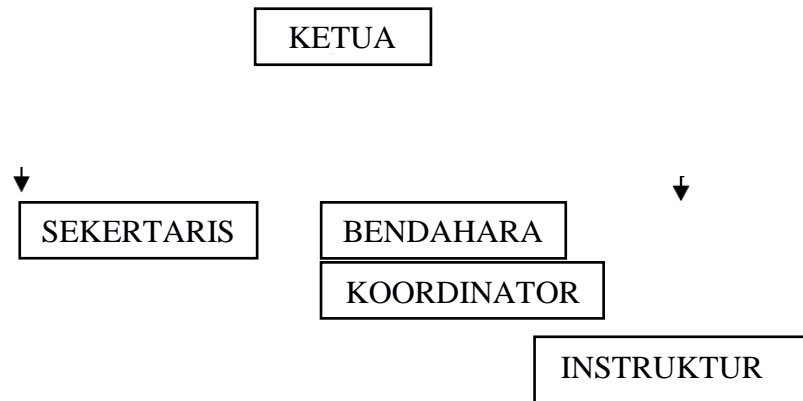 KETUA
SEKERTARIS
BENDAHARA
KOORDINATOR
INSTRUKTUR